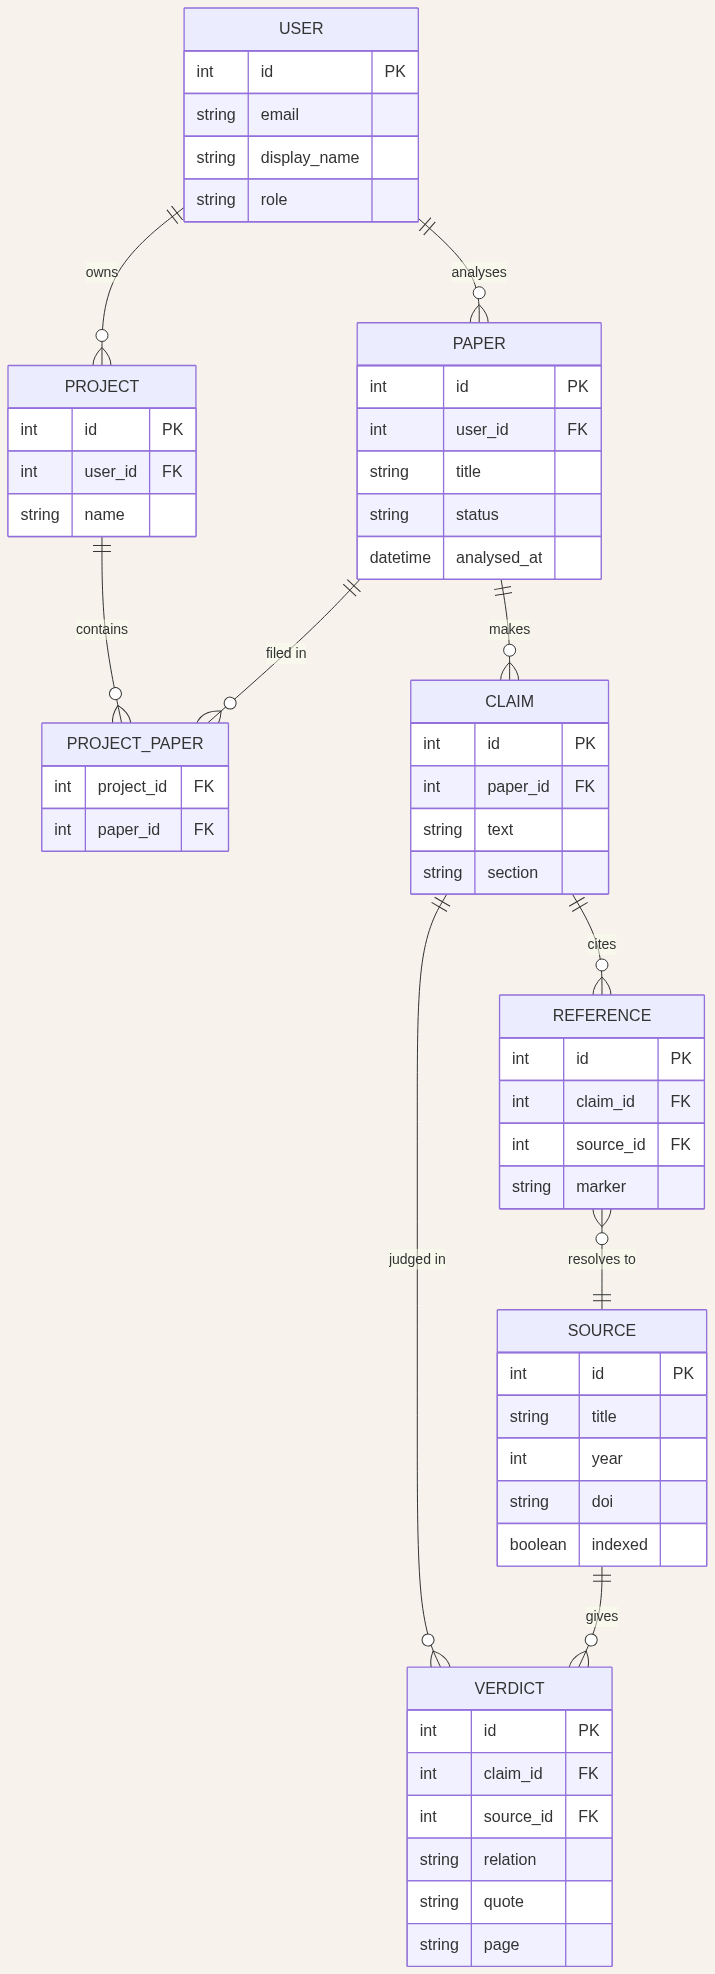 USER
int id PK
string email
string display_name
string role
owns
analyses
PAPER
int id PK
int user_id FK
string title
string status
datetime analysed_at
PROJECT
int id PK
int user_id FK
string name
contains
filed in
makes
PROJECT_PAPER
int project_id FK
int paper_id FK
CLAIM
int id PK
int paper_id FK
string text
string section
cites
REFERENCE
int id PK
int claim_id FK
int source_id FK
string marker
judged in
resolves to
SOURCE
int id PK
string title
int year
string doi
boolean indexed
gives
VERDICT
int id PK
int claim_id FK
int source_id FK
string relation
string quote
string page